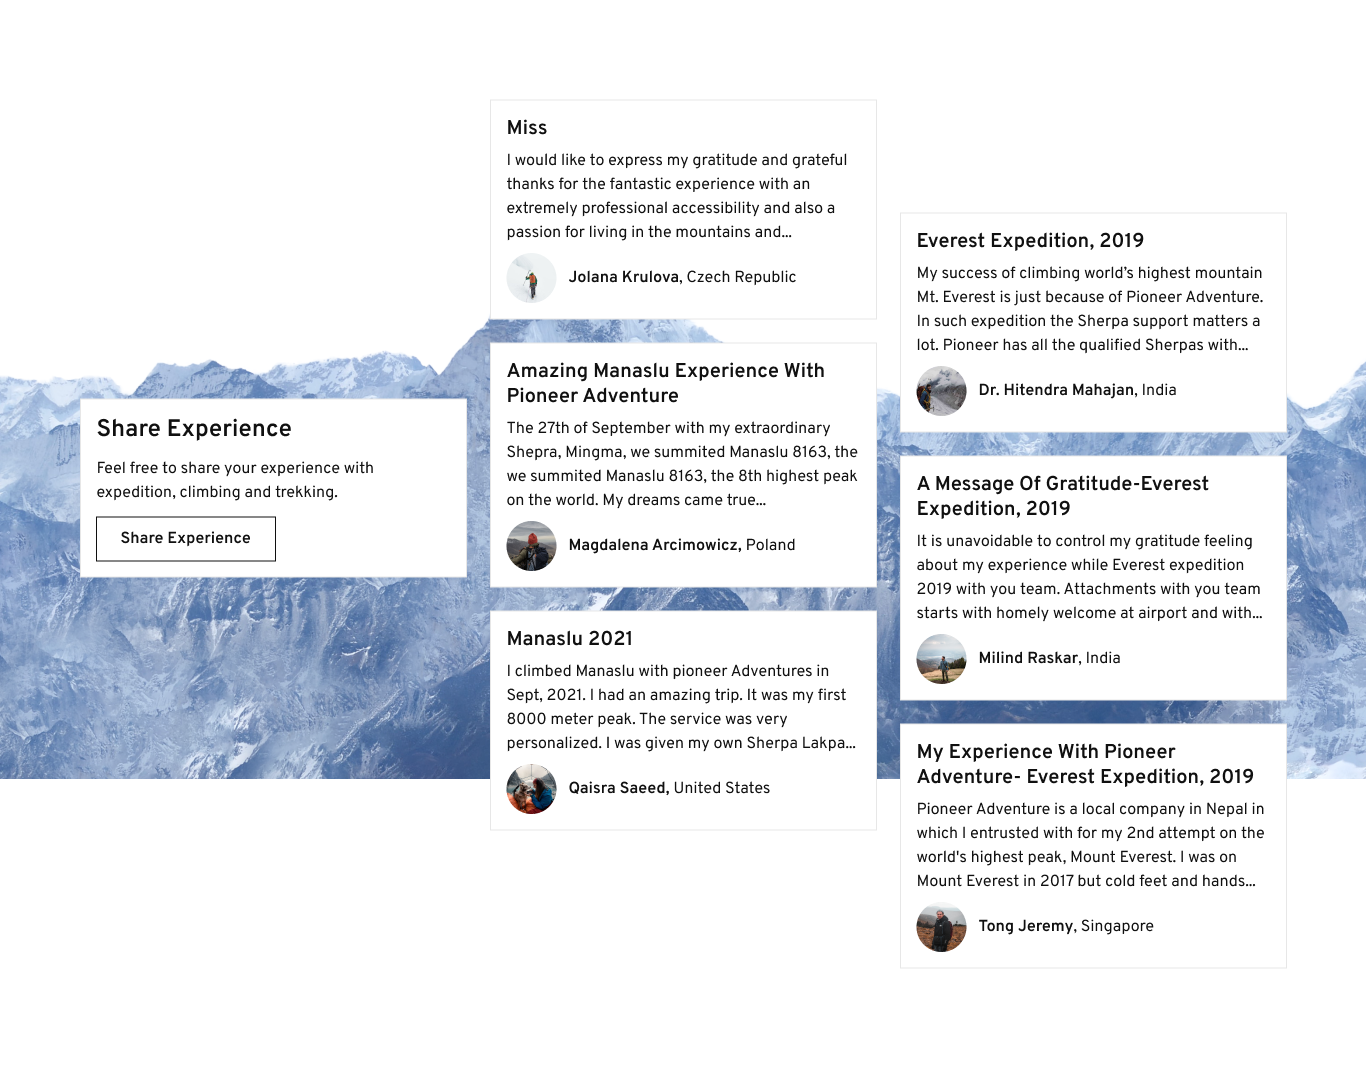 Share Experience
Feel free to share your experience with
expedition, climbing and trekking.
Share Experience
Miss
I would like to express my gratitude and grateful
thanks for the fantastic experience with an
extremely professional accessibility and also a
passion for living in the mountains and...
Jolana Krulova, Czech Republic
Amazing Manaslu Experience With
Pioneer Adventure
The 27th of September with my extraordinary
Shepra, Mingma, we summited Manaslu 8163, the
we summited Manaslu 8163, the 8th highest peak
on the world. My dreams came true...
Magdalena Arcimowicz, Poland
Manaslu 2021
I climbed Manaslu with pioneer Adventures in
Sept, 2021. I had an amazing trip. It was my first
8000 meter peak. The service was very
personalized. I was given my own Sherpa Lakpa...
Qaisra Saeed, United States
Everest Expedition, 2019
My success of climbing world’s highest mountain
Mt. Everest is just because of Pioneer Adventure.
In such expedition the Sherpa support matters a
lot. Pioneer has all the qualified Sherpas with...
Dr. Hitendra Mahajan, India
A Message Of Gratitude-Everest
Expedition, 2019
It is unavoidable to control my gratitude feeling
about my experience while Everest expedition
2019 with you team. Attachments with you team
starts with homely welcome at airport and with...
Milind Raskar, India
My Experience With Pioneer
Adventure- Everest Expedition, 2019
Pioneer Adventure is a local company in Nepal in
which I entrusted with for my 2nd attempt on the
world's highest peak, Mount Everest. I was on
Mount Everest in 2017 but cold feet and hands...
Tong Jeremy, Singapore